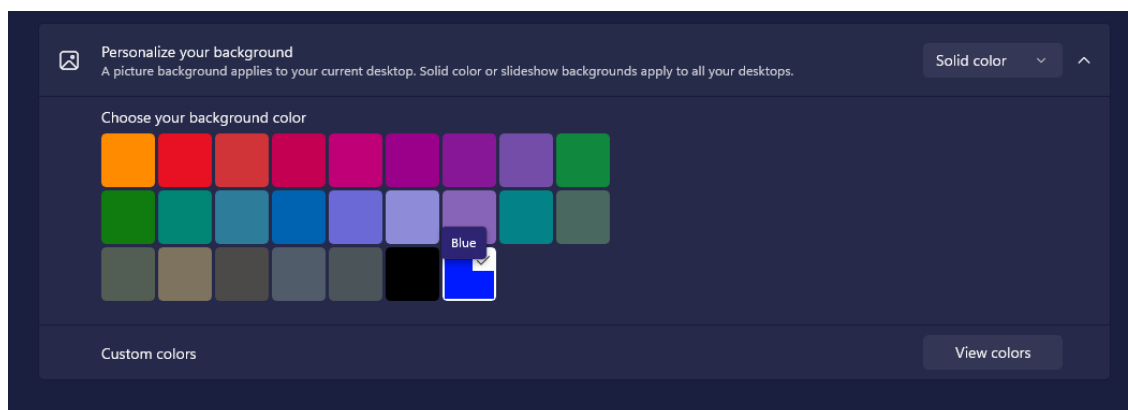 Personalize your background
A picture background applies to your current desktop. Solid color or slideshow backgrounds apply to all your desktops.
Solid color
Choose your background color
Blue
Custom colors
View colors